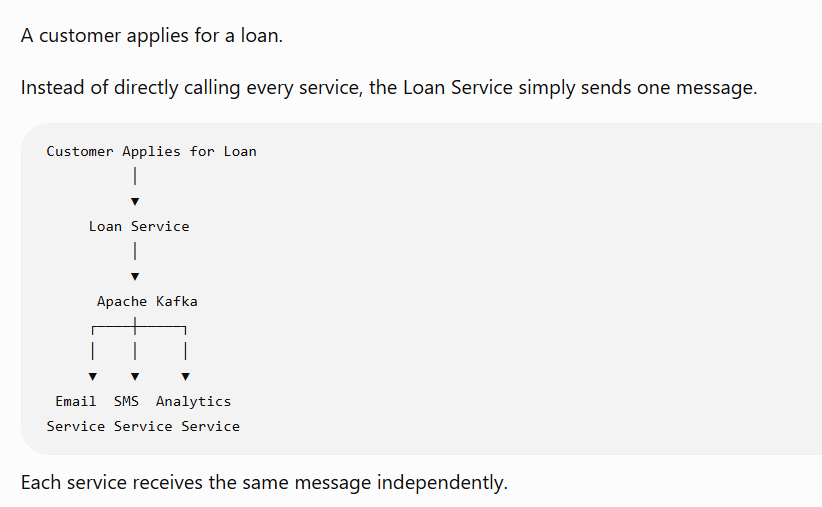 A customer applies for a loan.
Instead of directly calling every service, the Loan Service simply sends one message.
Customer Applies for Loan
Loan Service
Apache Kafka
Email SMS Analytics
Service Service Service
Each service receives the same message independently.